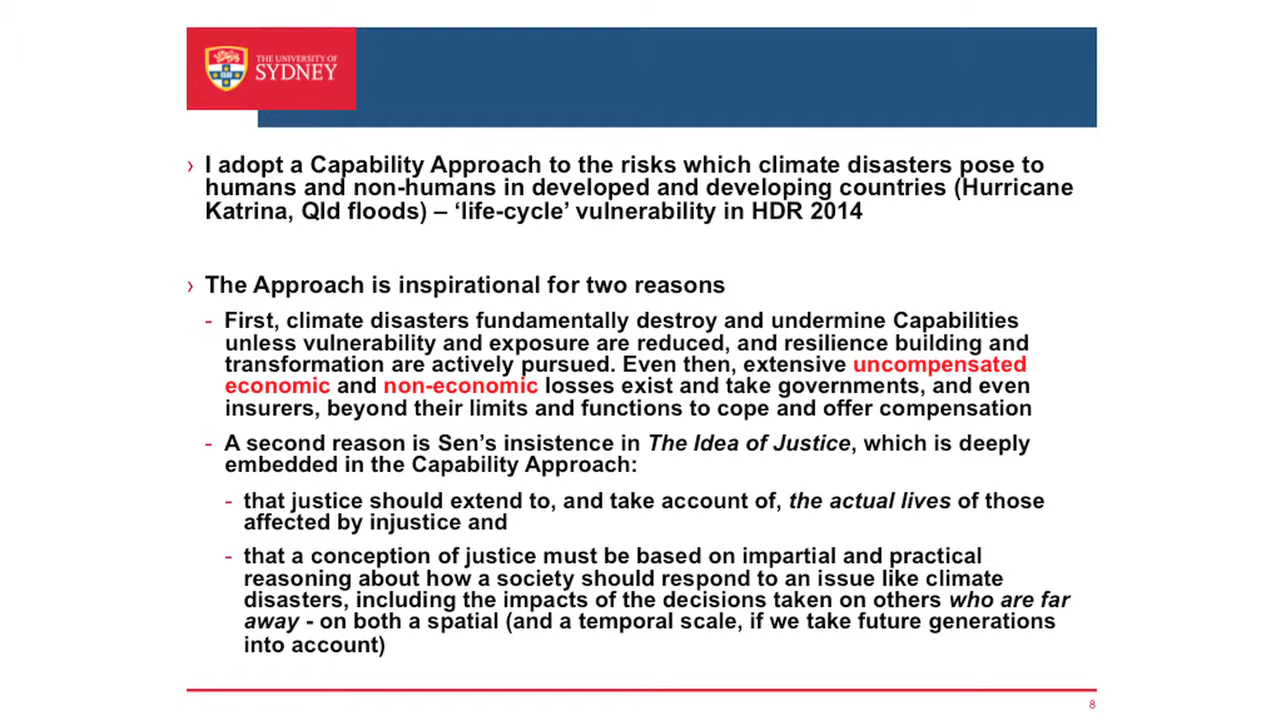 THE UNIVERSITY OF
SYDNEY
› I adopt a Capability Approach to the risks which climate disasters pose to
humans and non-humans in developed and developing countries (Hurricane
Katrina, Qld floods) – ‘life-cycle’ vulnerability in HDR 2014
› The Approach is inspirational for two reasons
- First, climate disasters fundamentally destroy and undermine Capabilities
unless vulnerability and exposure are reduced, and resilience building and
transformation are actively pursued. Even then, extensive uncompensated
economic and non-economic losses exist and take governments, and even
insurers, beyond their limits and functions to cope and offer compensation
- A second reason is Sen’s insistence in The Idea of Justice, which is deeply
embedded in the Capability Approach:
- that justice should extend to, and take account of, the actual lives of those
affected by injustice and
- that a conception of justice must be based on impartial and practical
reasoning about how a society should respond to an issue like climate
disasters, including the impacts of the decisions taken on others who are far
away - on both a spatial (and a temporal scale, if we take future generations
into account)
8